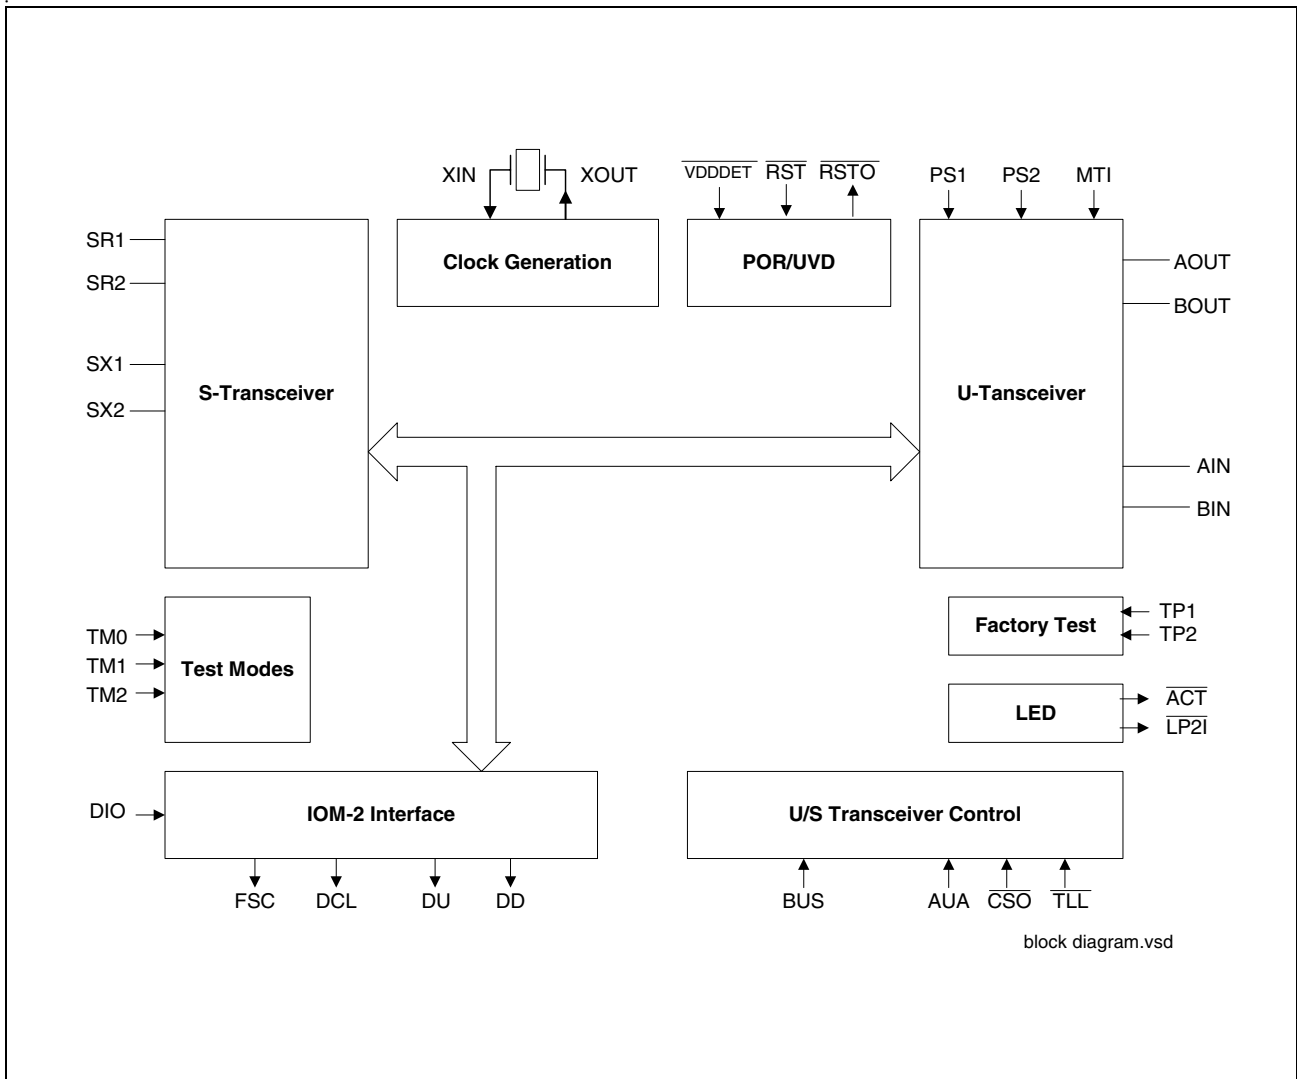 XIN
XOUT
VDDDET
RST
RSTO
PS1
PS2
MTI
SR1
SR2
SX1
SX2
S-Transceiver
Clock Generation
POR/UVD
U-Tansceiver
AOUT
BOUT
AIN
BIN
TM0
TM1
TM2
Test Modes
Factory Test
TP1
TP2
LED
ACT
LP2I
DIO
IOM-2 Interface
U/S Transceiver Control
FSC
DCL
DU
DD
BUS
AUA
CSO
TLL
block diagram.vsd